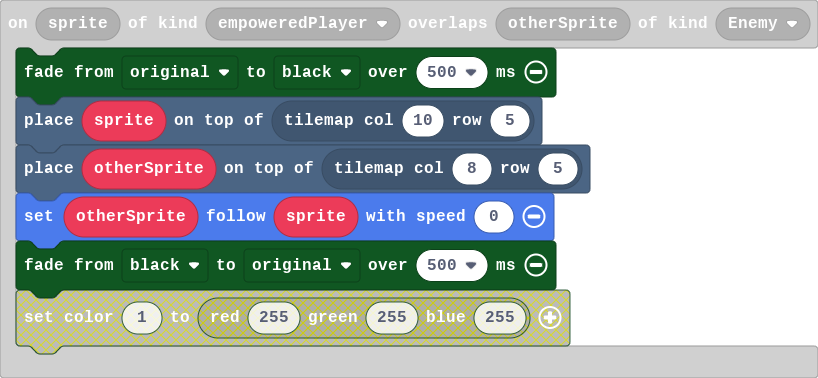 on sprite of kind empoweredPlayer overlaps otherSprite of kind Enemy
fade from original to black over 500 ms
place sprite on top of tilemap col 10 row 5
place otherSprite on top of tilemap col 8 row 5
set otherSprite follow sprite with speed 0
fade from black to original over 500 ms
set color 1 to red 255 green 255 blue 255